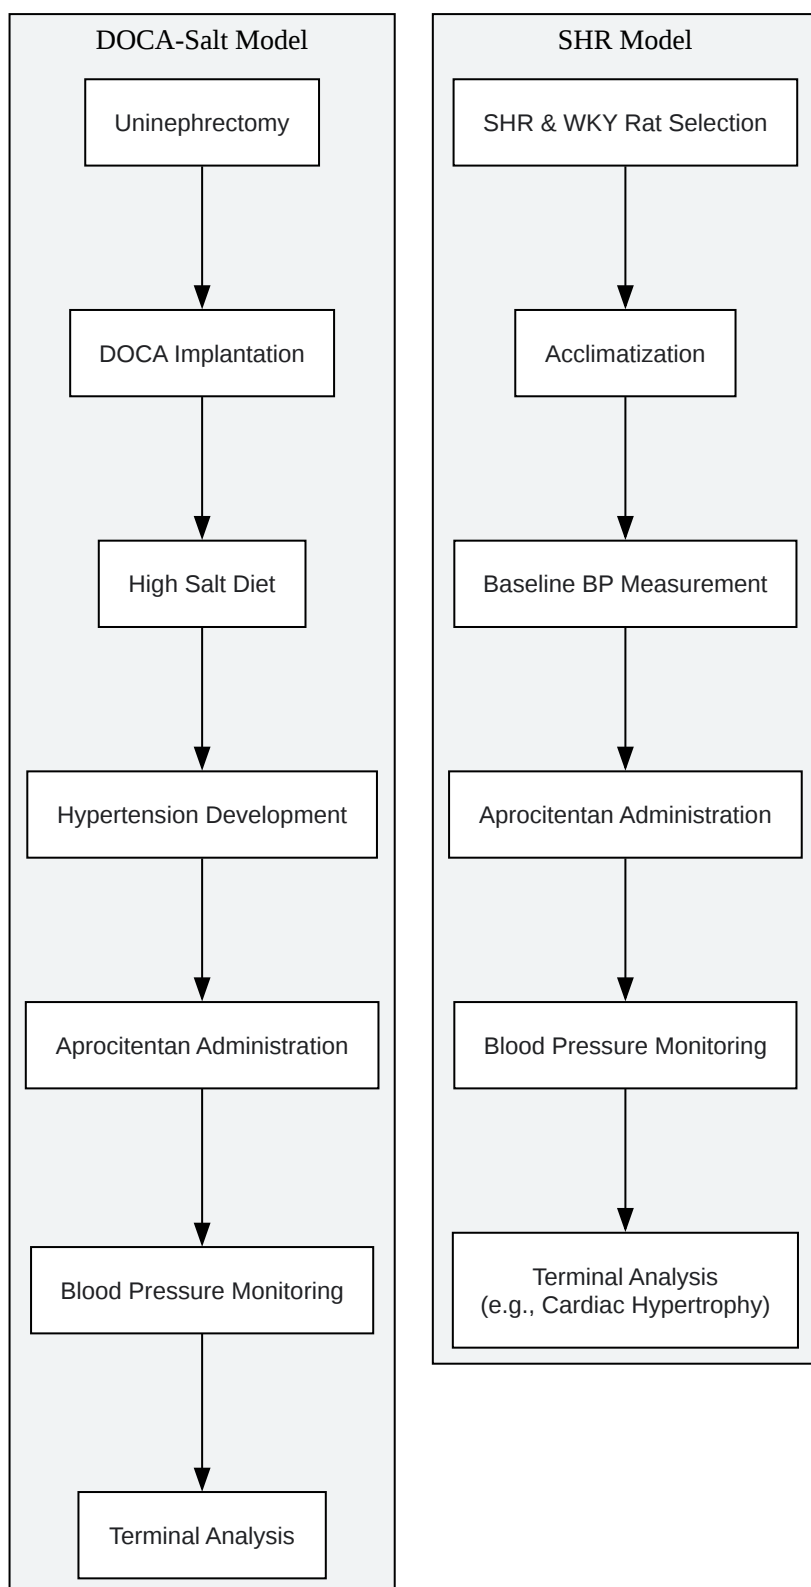 DOCA-Salt Model
Uninephrectomy
DOCA Implantation
High Salt Diet
Hypertension Development
Aprocitentan Administration
Blood Pressure Monitoring
Terminal Analysis
SHR Model
SHR & WKY Rat Selection
Acclimatization
Baseline BP Measurement
Aprocitentan Administration
Blood Pressure Monitoring
Terminal Analysis
(e.g., Cardiac Hypertrophy)